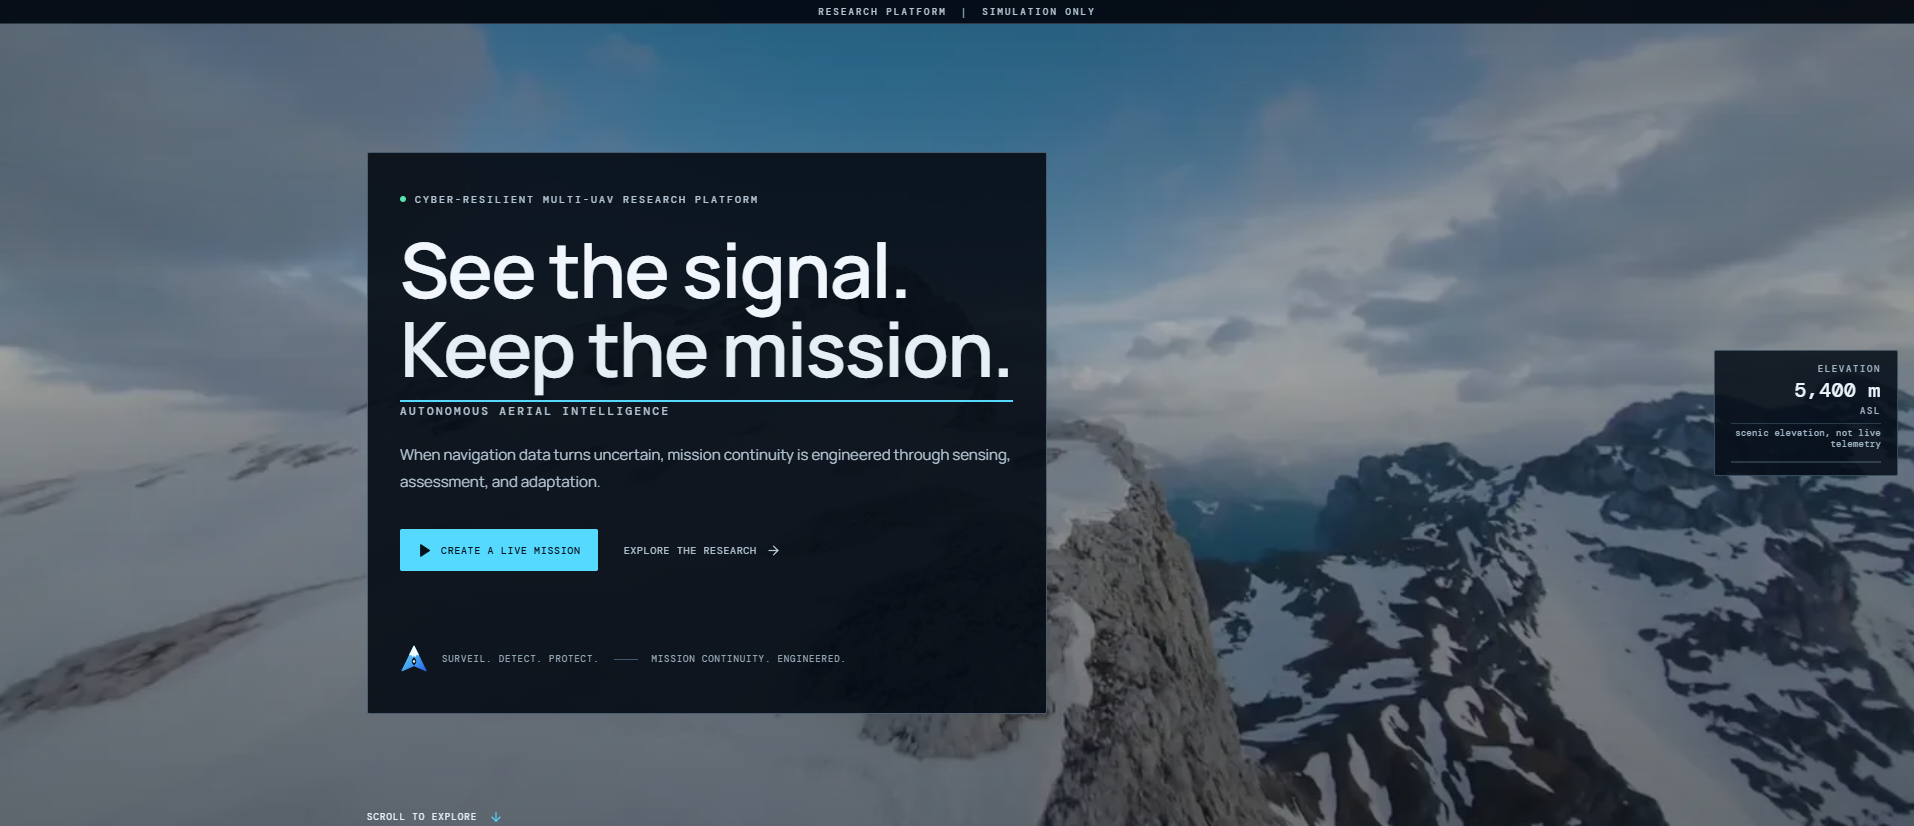 RESEARCH PLATFORM | SIMULATION ONLY
CYBER-RESILIENT MULTI-UAV RESEARCH PLATFORM
See the signal.
Keep the mission.
AUTONOMOUS AERIAL INTELLIGENCE
When navigation data turns uncertain, mission continuity is engineered through sensing,
assessment, and adaptation.
CREATE A LIVE MISSION
EXPLORE THE RESEARCH →
SURVEIL. DETECT. PROTECT. — MISSION CONTINUITY. ENGINEERED.
ELEVATION
5,400 m
ASL
scenic elevation, not live
telemetry
SCROLL TO EXPLORE ↓